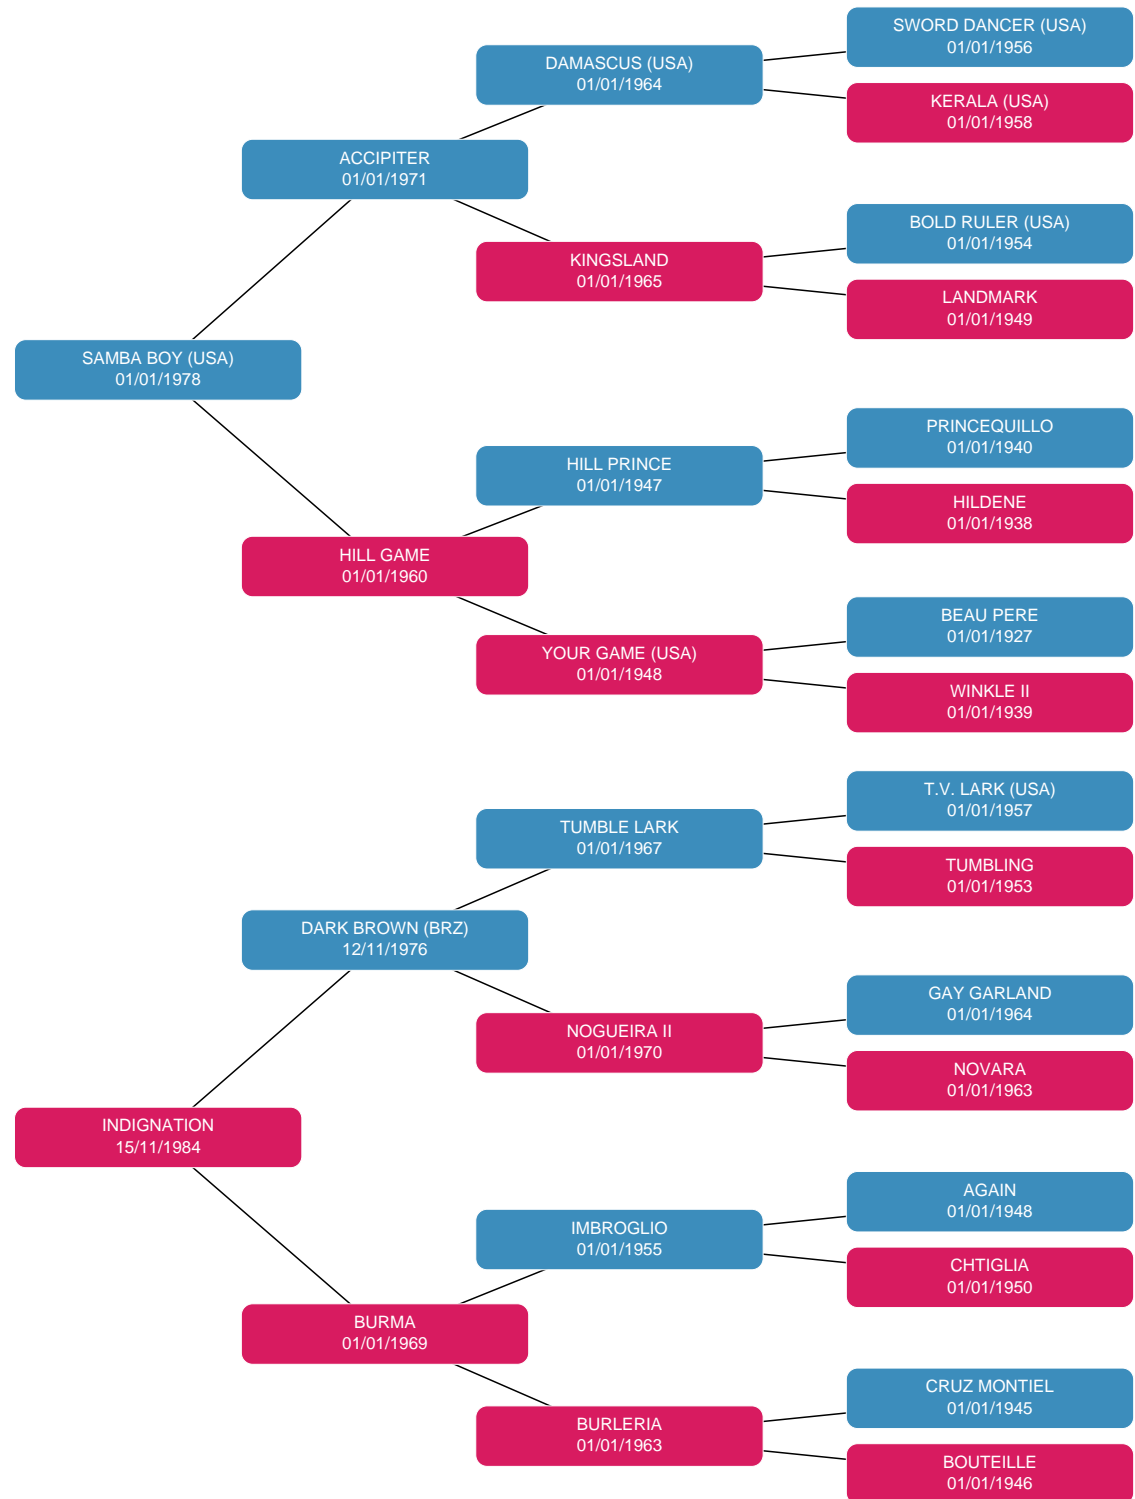 SWORD DANCER (USA)
01/01/1956
DAMASCUS (USA)
01/01/1964
KERALA (USA)
01/01/1958
ACCIPITER
01/01/1971
BOLD RULER (USA)
01/01/1954
KINGSLAND
01/01/1965
LANDMARK
01/01/1949
SAMBA BOY (USA)
01/01/1978
PRINCEQUILLO
01/01/1940
HILL PRINCE
01/01/1947
HILDENE
01/01/1938
HILL GAME
01/01/1960
BEAU PERE
01/01/1927
YOUR GAME (USA)
01/01/1948
WINKLE II
01/01/1939
T.V. LARK (USA)
01/01/1957
TUMBLE LARK
01/01/1967
TUMBLING
01/01/1953
DARK BROWN (BRZ)
12/11/1976
GAY GARLAND
01/01/1964
NOGUEIRA II
01/01/1970
NOVARA
01/01/1963
INDIGNATION
15/11/1984
AGAIN
01/01/1948
IMBROGLIO
01/01/1955
CHTIGLIA
01/01/1950
BURMA
01/01/1969
CRUZ MONTIEL
01/01/1945
BURLERIA
01/01/1963
BOUTEILLE
01/01/1946